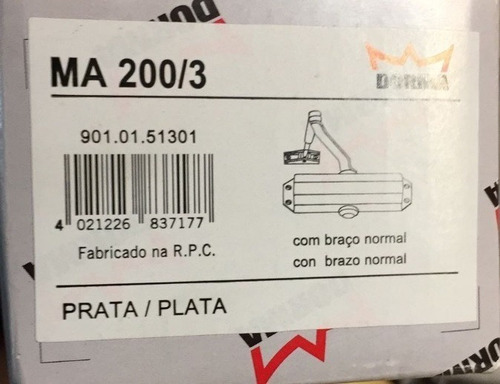 MA 200/3
DORMA
901.01.51301
4 021226 837177
Fabricado na R.P.C.
com braço normal
con brazo normal
PRATA / PLATA
DORMA